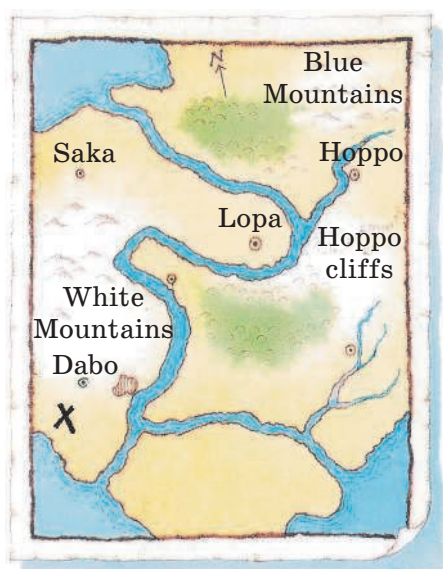 N
Blue
Mountains
Saka
Hoppo
Lopa
Hoppo
cliffs
White
Mountains
Dabo
X